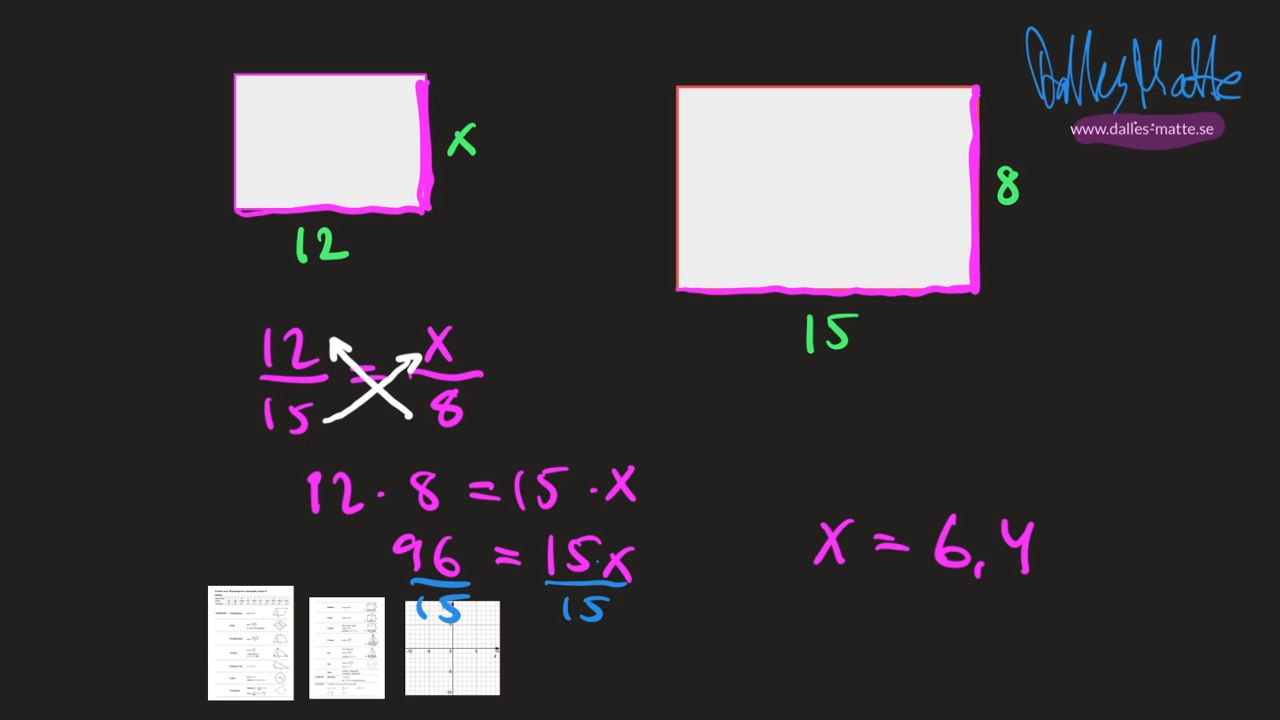 Dalles Matte
www.dalles-matte.se
x
8
12
15
12/15 = x/8
12 · 8 = 15 · x
96/15 = 15·x/15
x = 6,4